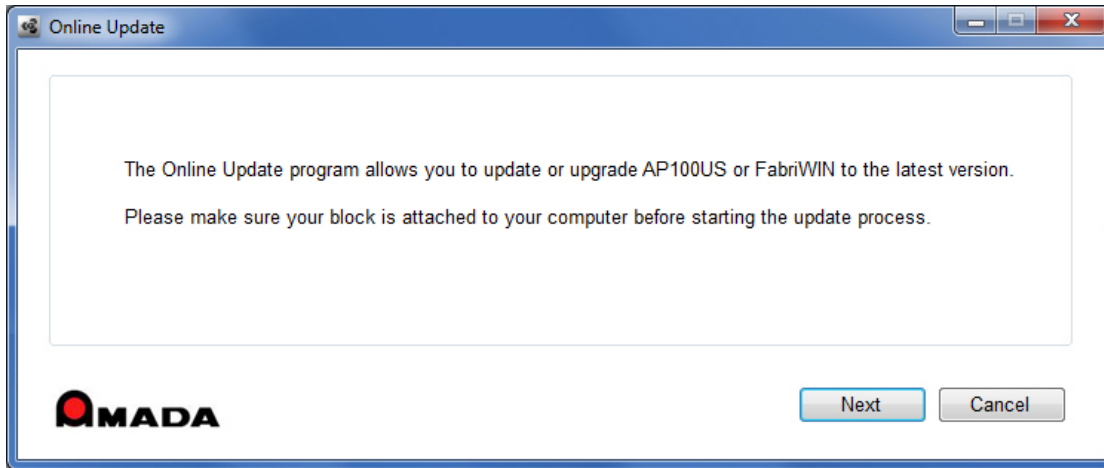 Online Update
The Online Update program allows you to update or upgrade AP100US or FabriWIN to the latest version.
Please make sure your block is attached to your computer before starting the update process.
AMADA
Next
Cancel